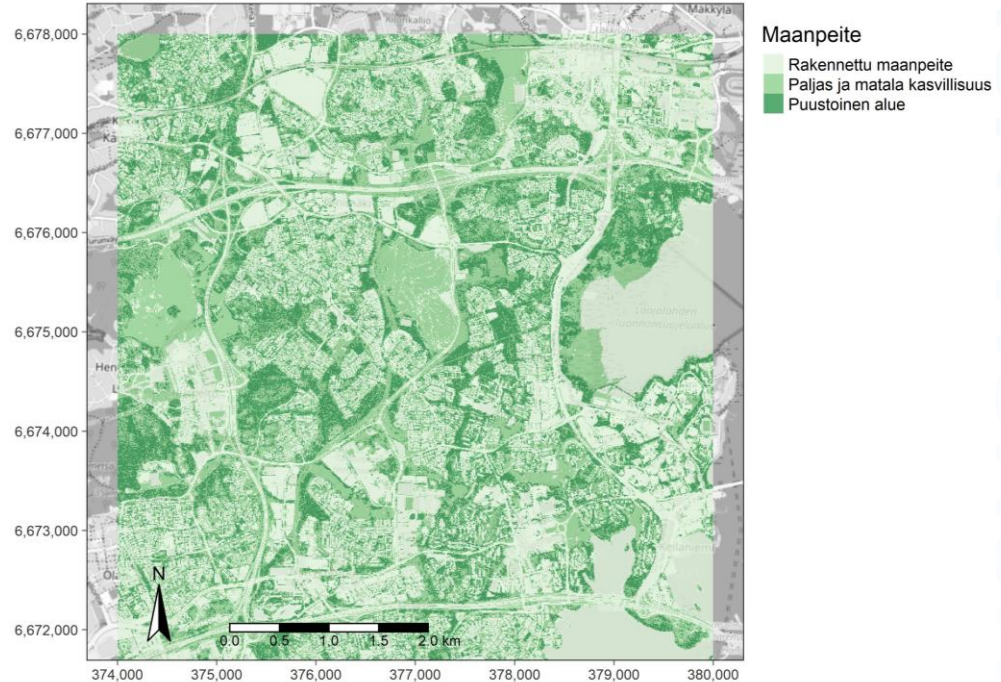 Mäkkylä
Maanpeite
Rakennettu maanpeite
Paljas ja matala kasvillisuus
Puustoinen alue
6,678,000
6,677,000
6,676,000
6,675,000
6,674,000
6,673,000
6,672,000
Laajalahden
luonnonsuojelualue
Keilaniemi
N
0.0 0.5 1.0 1.5 2.0 km
374,000 375,000 376,000 377,000 378,000 379,000 380,000